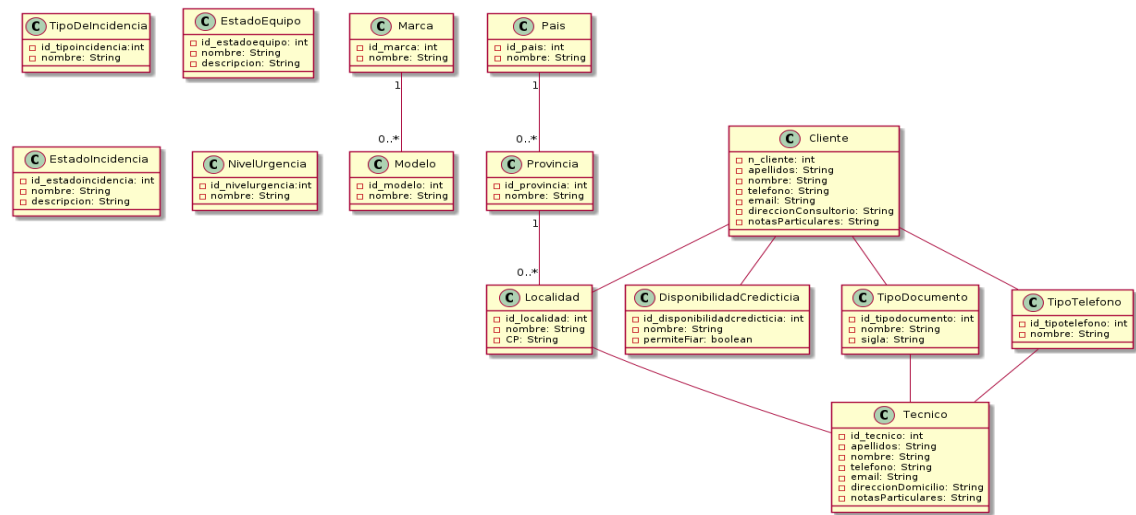 C TipoDeIncidencia
id_tipoincidencia:int
nombre: String
C EstadoEquipo
id_estadoequipo: int
nombre: String
descripcion: String
C Marca
id_marca: int
nombre: String
C Pais
id_pais: int
nombre: String
1
0..*
1
0..*
C EstadoIncidencia
id_estadoincidencia: int
nombre: String
descripcion: String
C NivelUrgencia
id_nivelurgencia:int
nombre: String
C Modelo
id_modelo: int
nombre: String
C Provincia
id_provincia: int
nombre: String
C Cliente
n_cliente: int
apellidos: String
nombre: String
telefono: String
email: String
direccionConsultorio: String
notasParticulares: String
1
0..*
C Localidad
id_localidad: int
nombre: String
CP: String
C DisponibilidadCredicticia
id_disponibilidadcredicticia: int
nombre: String
permiteFiar: boolean
C TipoDocumento
id_tipodocumento: int
nombre: String
sigla: String
C TipoTelefono
id_tipotelefono: int
nombre: String
C Tecnico
id_tecnico: int
apellidos: String
nombre: String
telefono: String
email: String
direccionDomicilio: String
notasParticulares: String